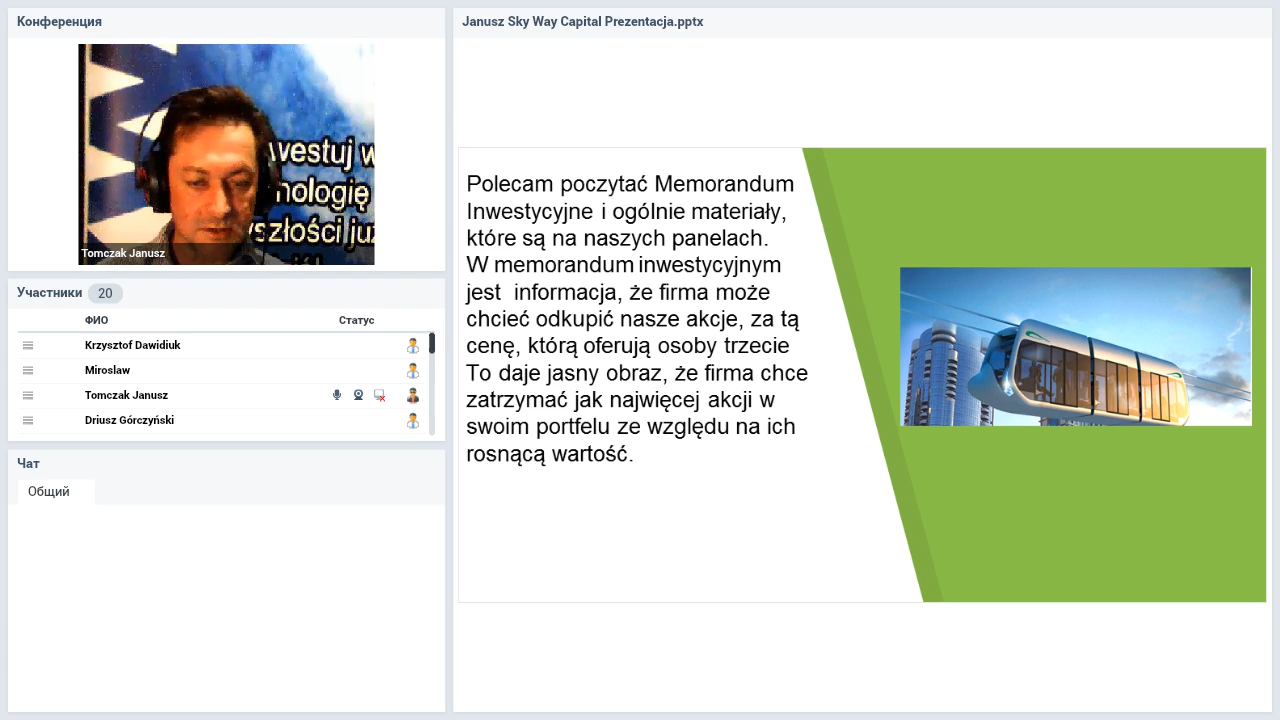 Конференция
westuj w
nologię
yszłości już
Tomczak Janusz
Участники 20
ФИО Статус
Krzysztof Dawidiuk
Miroslaw
Tomczak Janusz
Driusz Górczyński
Чат
Общий
Janusz Sky Way Capital Prezentacja.pptx
Polecam poczytać Memorandum
Inwestycyjne i ogólnie materiały,
które są na naszych panelach.
W memorandum inwestycyjnym
jest informacja, że firma może
chcieć odkupić nasze akcje, za tą
cenę, którą oferują osoby trzecie
To daje jasny obraz, że firma chce
zatrzymać jak najwięcej akcji w
swoim portfelu ze względu na ich
rosnącą wartość.